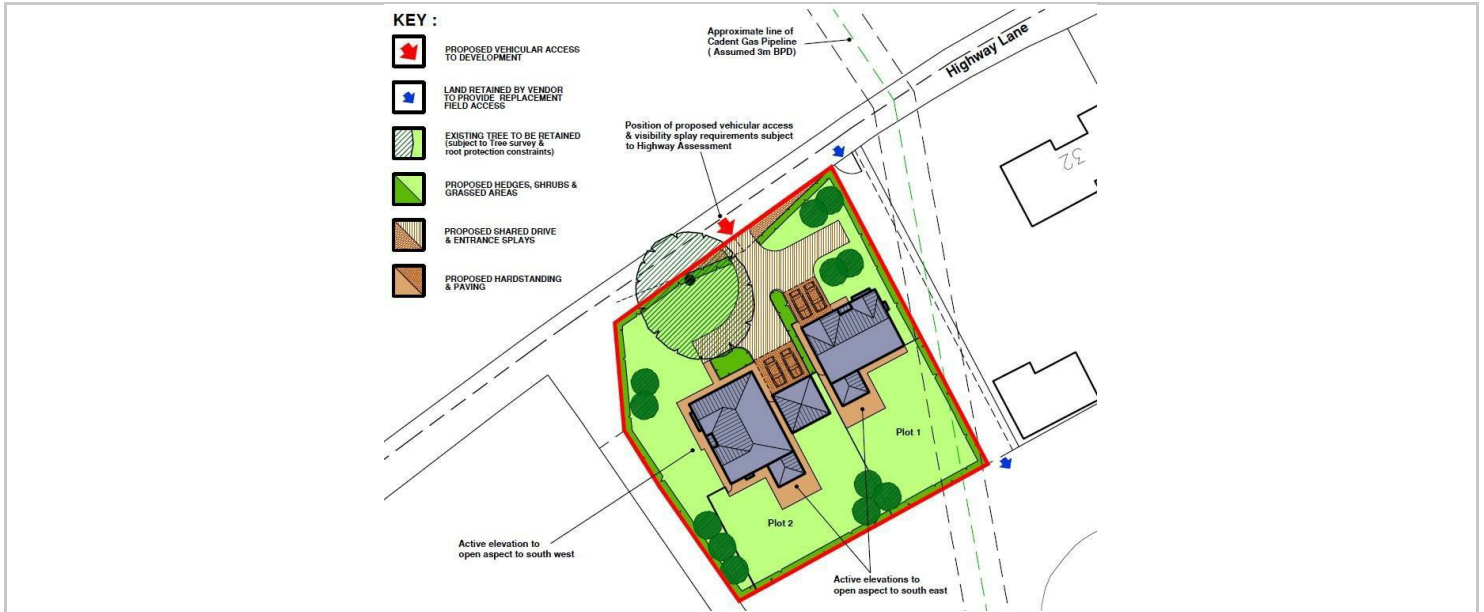 KEY :
PROPOSED VEHICULAR ACCESS
TO DEVELOPMENT
LAND RETAINED BY VENDOR
TO PROVIDE REPLACEMENT
FIELD ACCESS
EXISTING TREE TO BE RETAINED
(subject to Tree survey &
root protection constraints)
PROPOSED HEDGES, SHRUBS &
GRASSED AREAS
PROPOSED SHARED DRIVE
& ENTRANCE SPLAYS
PROPOSED HARDSTANDING
& PAVING
Approximate line of
Cadent Gas Pipeline
( Assumed 3m BPD)
Highway Lane
Position of proposed vehicular access
& visibility splay requirements subject
to Highway Assessment
32
Plot 1
Plot 2
Active elevation to
open aspect to south west
Active elevations to
open aspect to south east